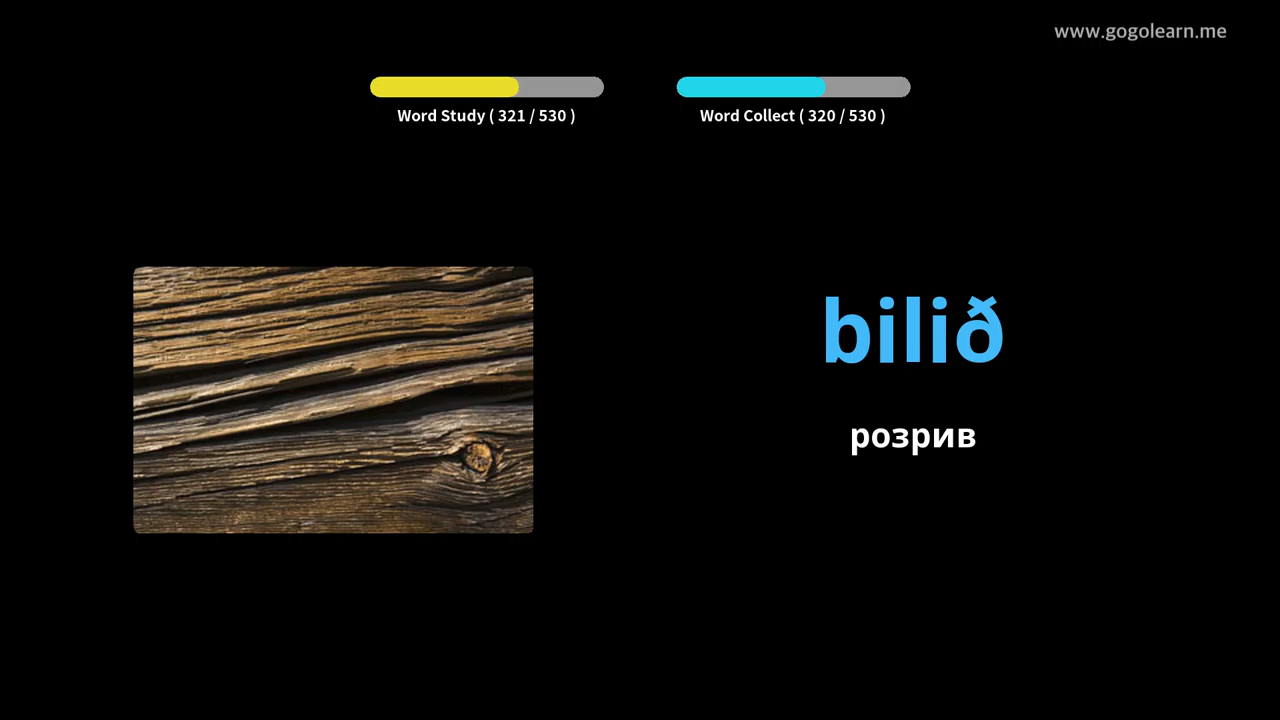 www.gogolearn.me
Word Study ( 321 / 530 )
Word Collect ( 320 / 530 )
bilið
розрив